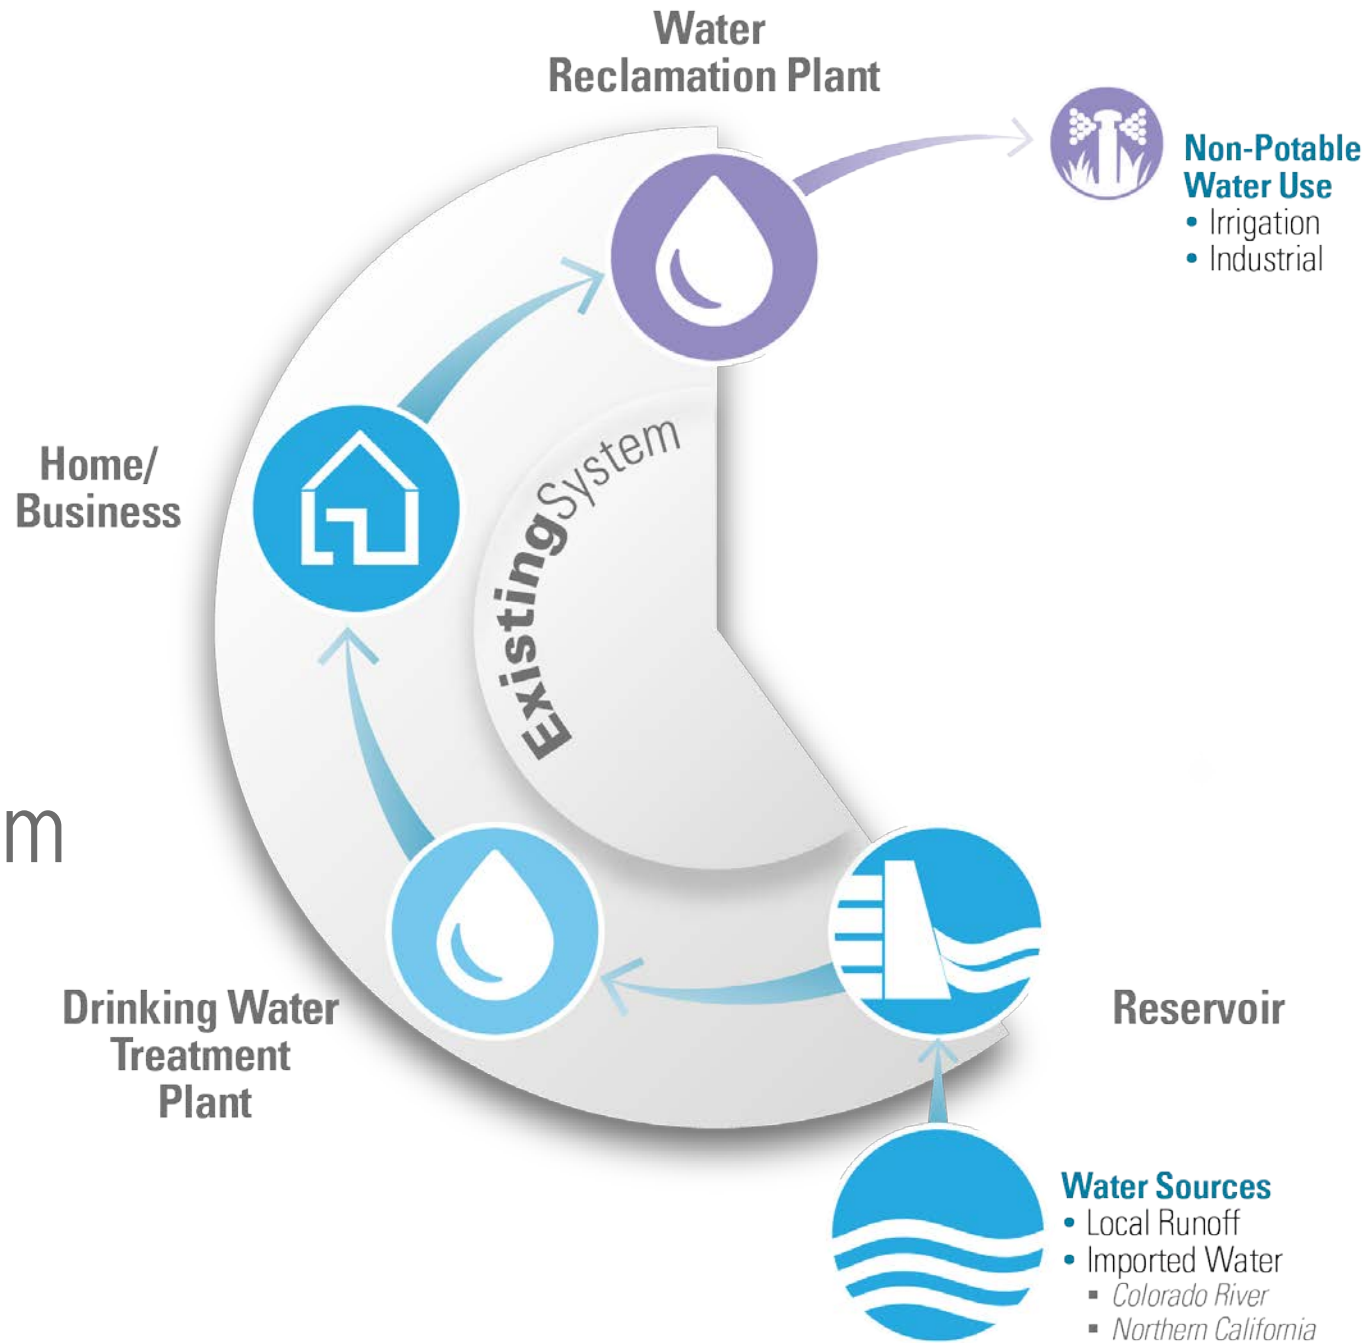 Water
Reclamation Plant
Non-Potable
Water Use
• Irrigation
• Industrial
Home/
Business
Existing System
m
Drinking Water
Treatment
Plant
Reservoir
Water Sources
• Local Runoff
• Imported Water
▪ Colorado River
▪ Northern California